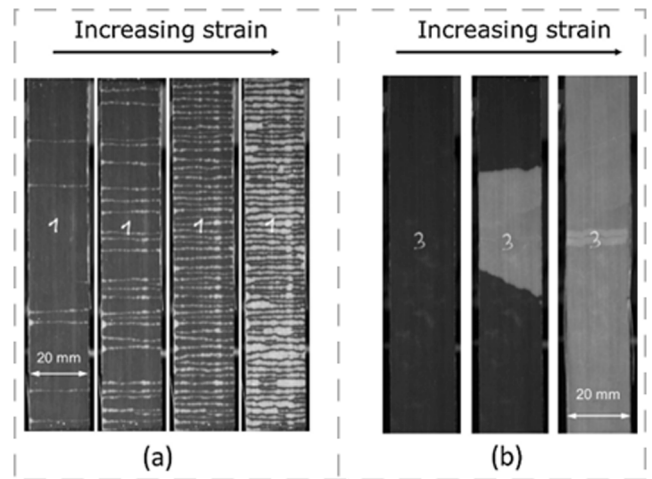 Increasing strain
1 1 1 1
20 mm
(a)
Increasing strain
3 3 3
20 mm
(b)